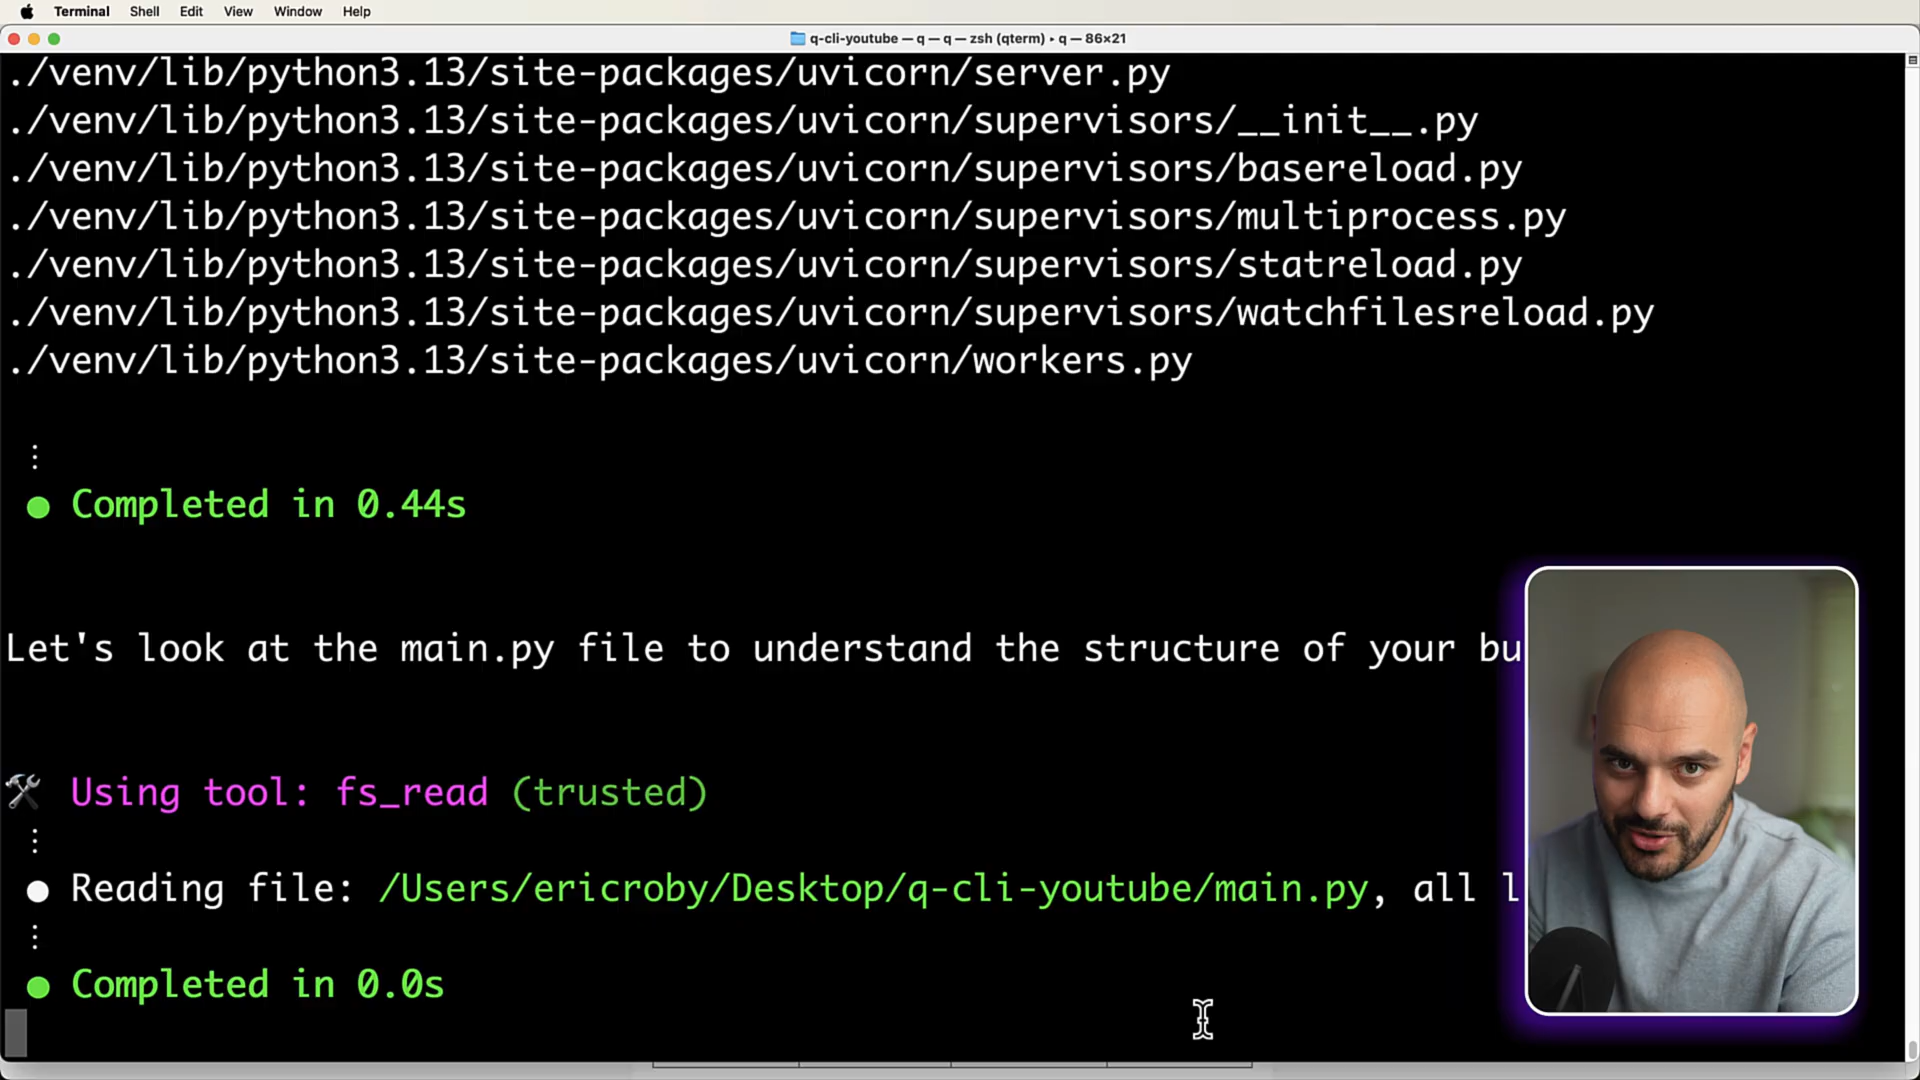 Terminal Shell Edit View Window Help
q-cli-youtube — q — q — zsh (qterm) ▸ q — 86×21
./venv/lib/python3.13/site-packages/uvicorn/server.py
./venv/lib/python3.13/site-packages/uvicorn/supervisors/__init__.py
./venv/lib/python3.13/site-packages/uvicorn/supervisors/basereload.py
./venv/lib/python3.13/site-packages/uvicorn/supervisors/multiprocess.py
./venv/lib/python3.13/site-packages/uvicorn/supervisors/statreload.py
./venv/lib/python3.13/site-packages/uvicorn/supervisors/watchfilesreload.py
./venv/lib/python3.13/site-packages/uvicorn/workers.py
⋮
● Completed in 0.44s
Let's look at the main.py file to understand the structure of your bu
🛠 Using tool: fs_read (trusted)
⋮
● Reading file: /Users/ericroby/Desktop/q-cli-youtube/main.py, all l
⋮
● Completed in 0.0s